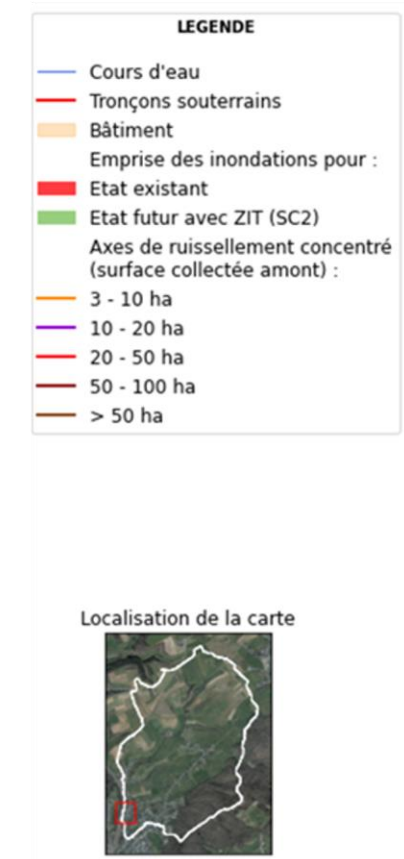 LEGENDE
Cours d'eau
Tronçons souterrains
Bâtiment
Emprise des inondations pour :
Etat existant
Etat futur avec ZIT (SC2)
Axes de ruissellement concentré
(surface collectée amont) :
3 - 10 ha
10 - 20 ha
20 - 50 ha
50 - 100 ha
> 50 ha
Localisation de la carte